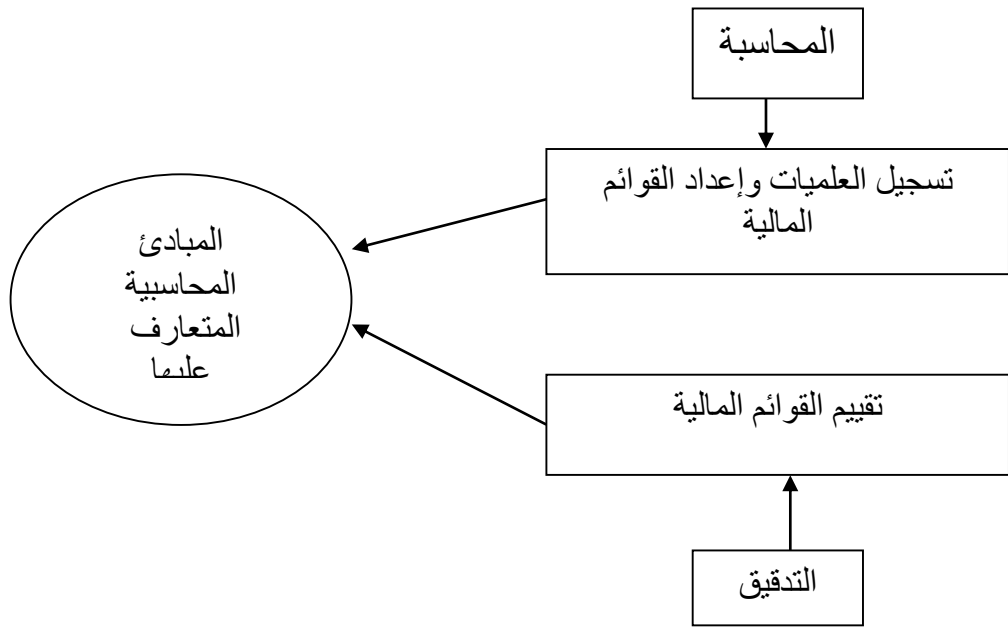 المحاسبة
تسجيل العلميات وإعداد القوائم
المالية
المبادئ
المحاسبية
المتعارف
عليها
تقييم القوائم المالية
التدقيق